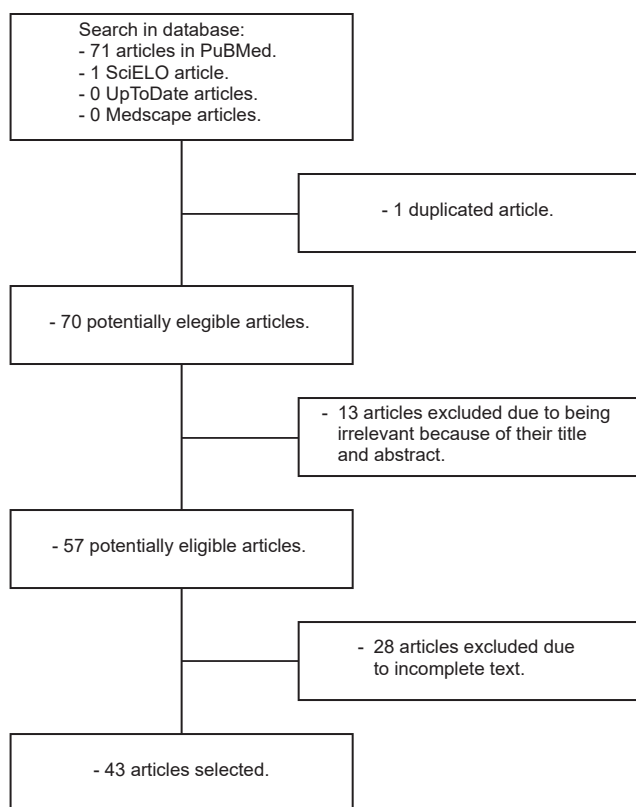 Search in database:
- 71 articles in PuBMed.
- 1 SciELO article.
- 0 UpToDate articles.
- 0 Medscape articles.
- 1 duplicated article.
- 70 potentially elegible articles.
- 13 articles excluded due to being
irrelevant because of their title
and abstract.
- 57 potentially eligible articles.
- 28 articles excluded due
to incomplete text.
- 43 articles selected.